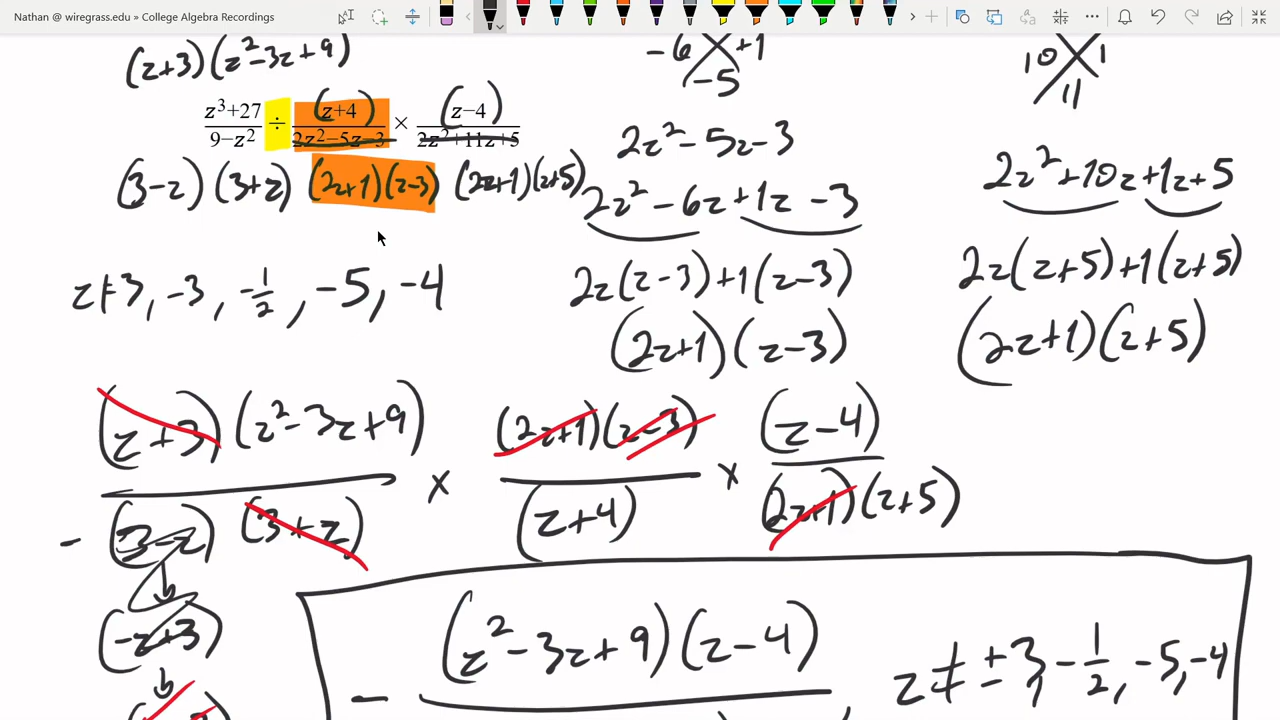 Nathan @ wiregrass.edu » College Algebra Recordings
(z+3)(z²-3z+9)
z³+27 / 9-z² ÷ (z+4) / 2z²-5z-3 × (z-4) / 2z²+11z+5
(3-z)(3+z) (2z+1)(z-3) (2z+1)(z+5)
z≠3, -3, -1/2, -5, -4
-6 +1
-5
2z²-5z-3
2z²-6z+1z-3
2z(z-3)+1(z-3)
(2z+1)(z-3)
10 1
11
2z²+10z+1z+5
2z(z+5)+1(z+5)
(2z+1)(z+5)
(z+3)(z²-3z+9) × (2z+1)(z-3) × (z-4)
-(3-z)(3+z) (z+4) (2z+1)(z+5)
(-z+3)
(z²-3z+9)(z-4)
- z≠±3, -1/2, -5, -4